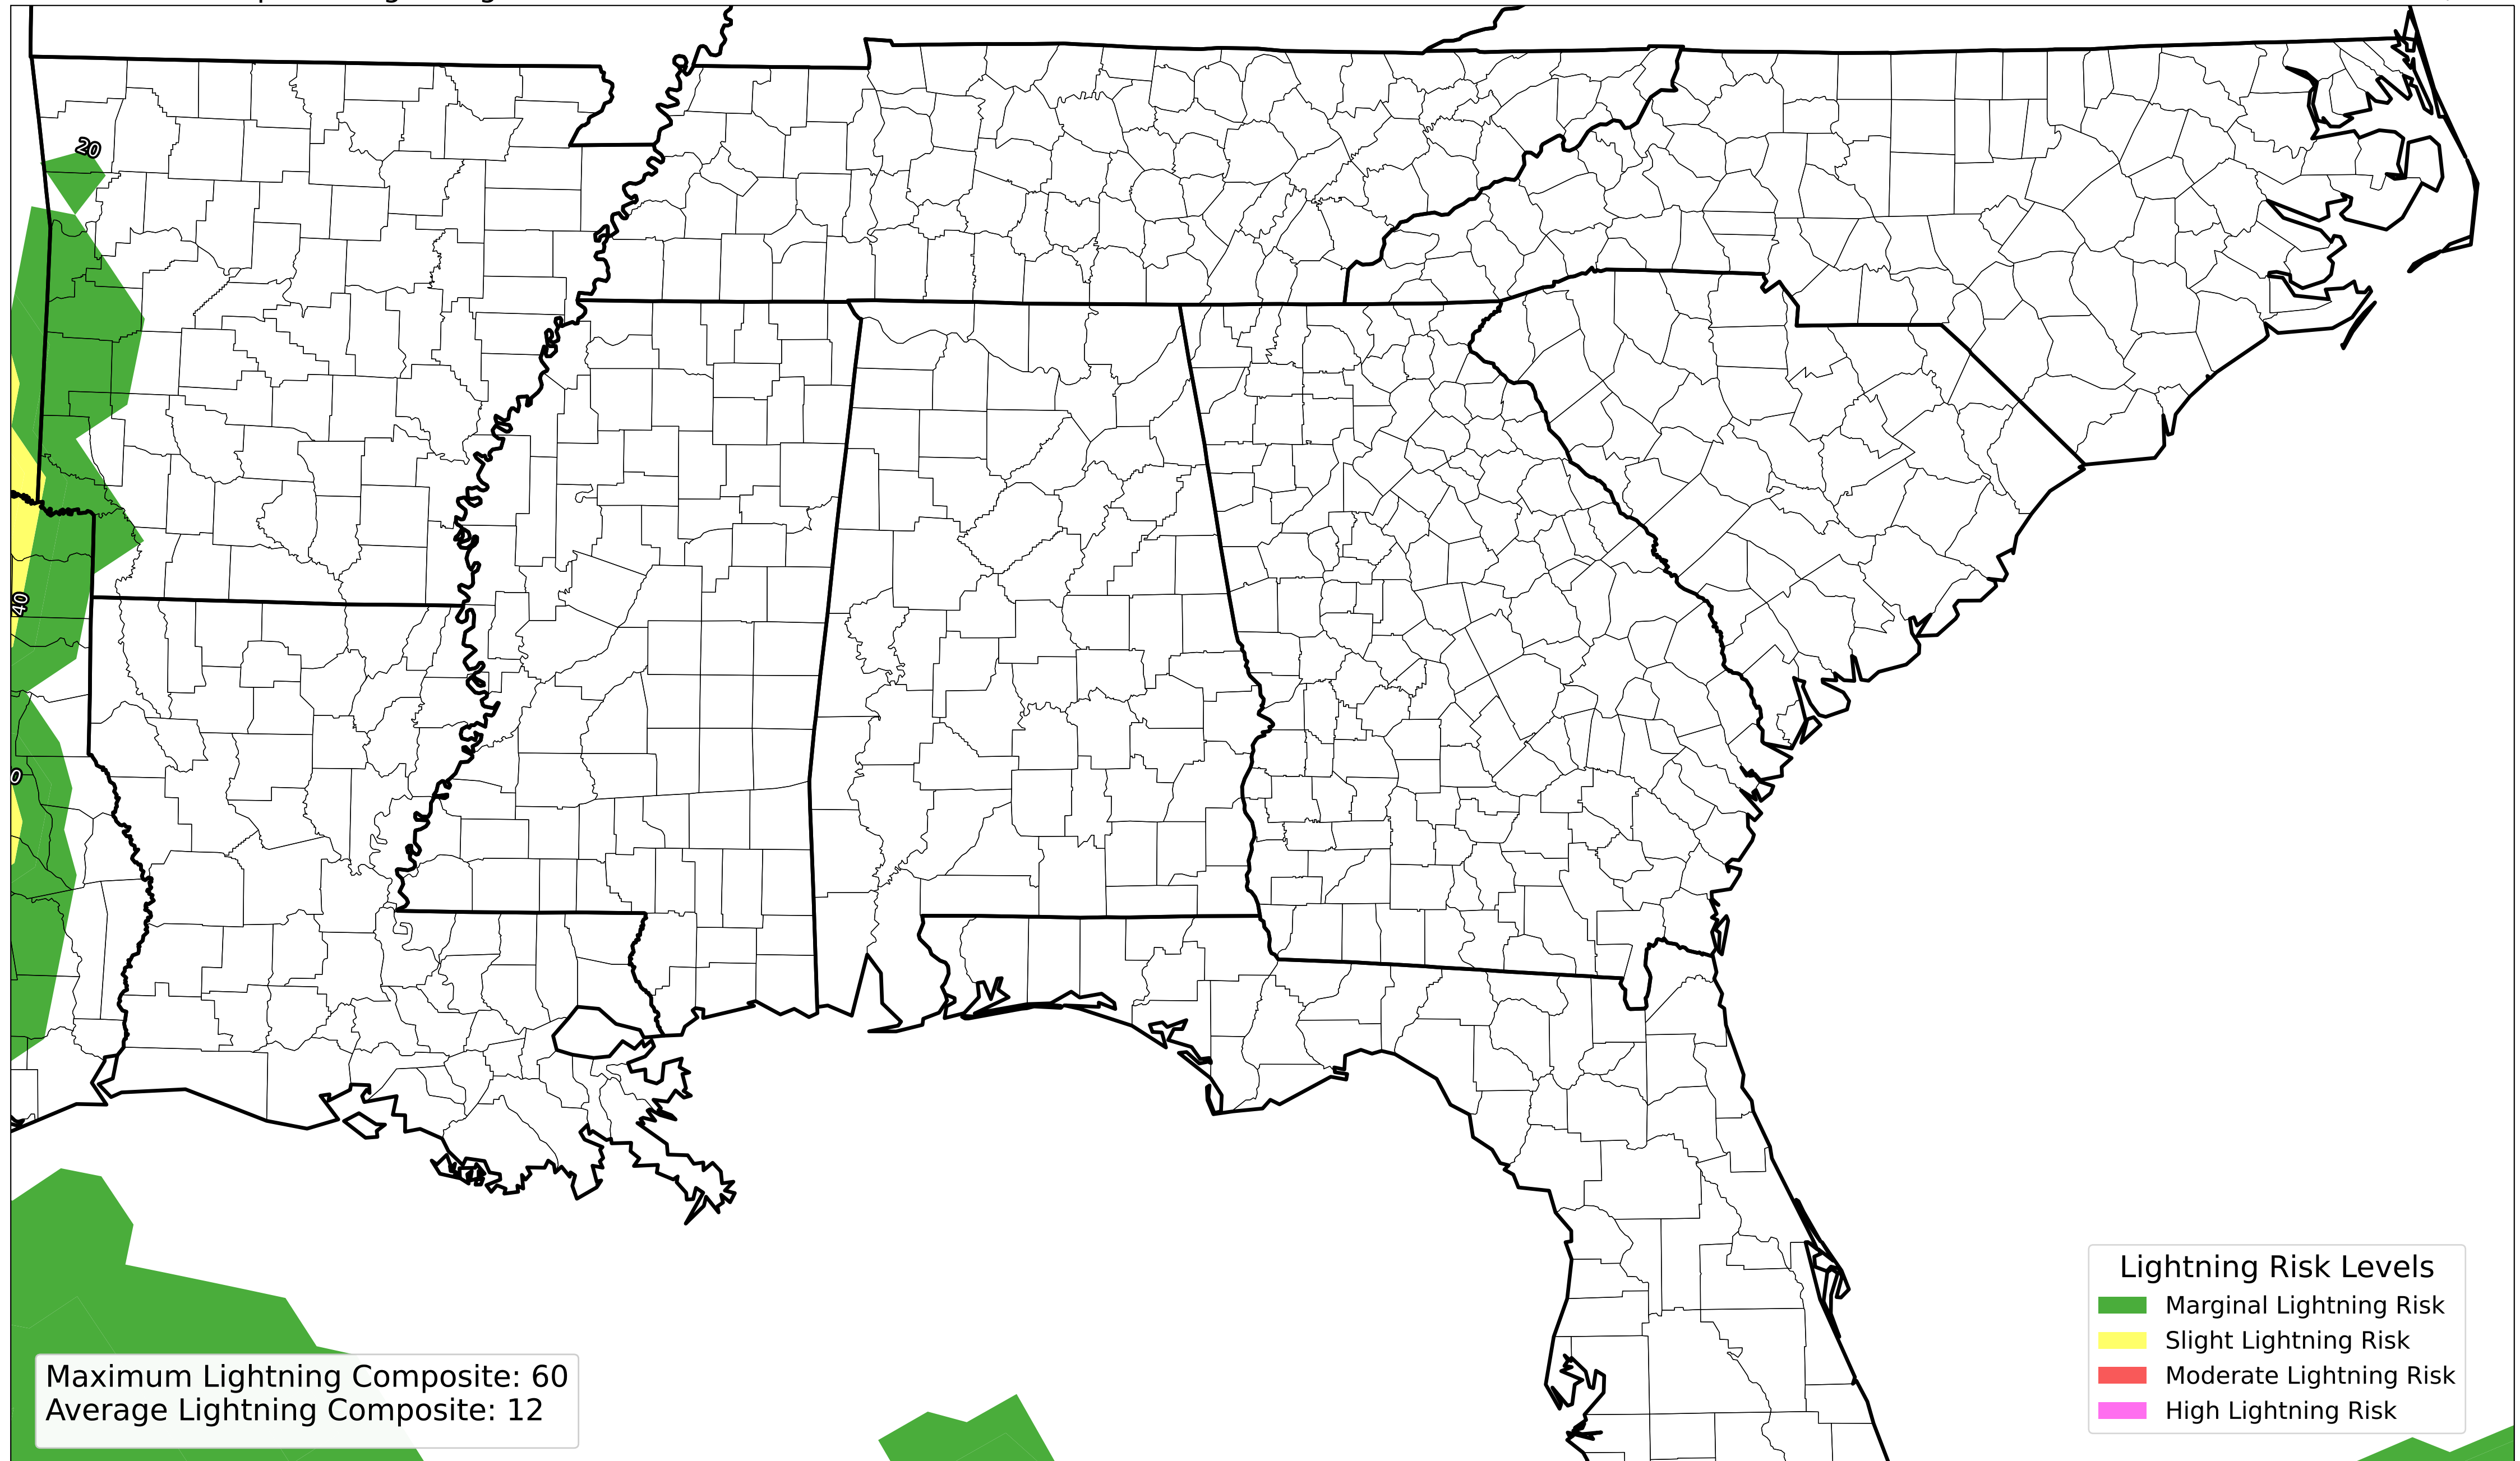 20
40
0
Lightning Risk Levels
Marginal Lightning Risk
Slight Lightning Risk
Moderate Lightning Risk
High Lightning Risk
Maximum Lightning Composite: 60
Average Lightning Composite: 12